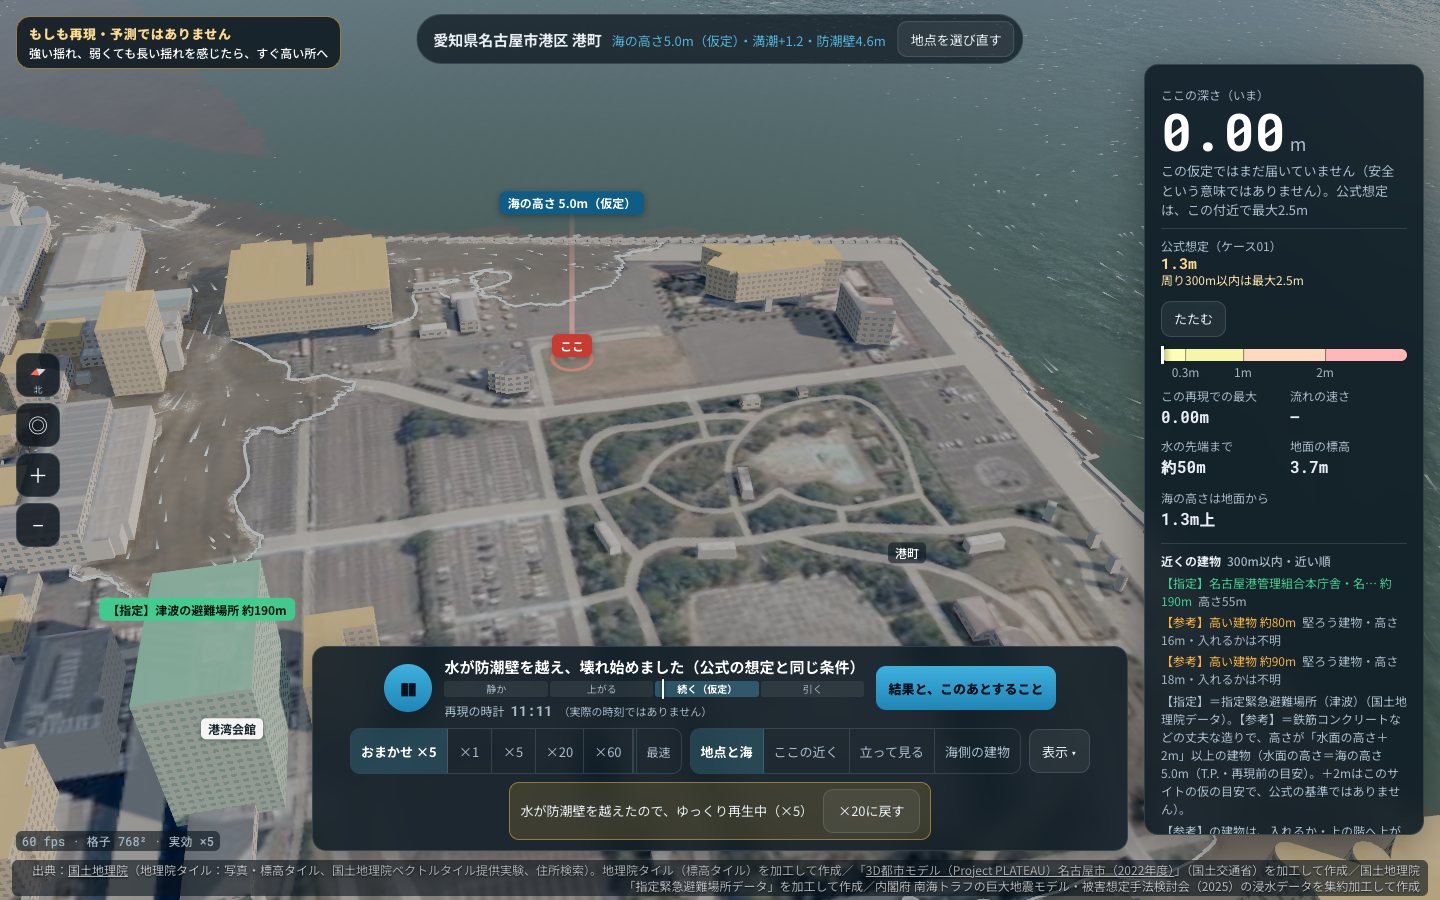 もしも再現・予測ではありません
強い揺れ、弱くても長い揺れを感じたら、すぐ高い所へ
愛知県名古屋市港区 港町 海の高さ5.0m（仮定）・満潮+1.2・防潮壁4.6m 地点を選び直す
ここの深さ（いま）
0.00 m
この仮定ではまだ届いていません（安全
という意味ではありません）。公式想定
は、この付近で最大2.5m
公式想定（ケース01）
1.3m
周り300m以内は最大2.5m
たたむ
0.3m 1m 2m
この再現での最大 流れの速さ
0.00m –
水の先端まで 地面の標高
約50m 3.7m
海の高さは地面から
1.3m上
近くの建物 300m以内・近い順
【指定】名古屋港管理組合本庁舎・名… 約
190m 高さ55m
【参考】高い建物 約80m 堅ろう建物・高さ
16m・入れるかは不明
【参考】高い建物 約90m 堅ろう建物・高さ
18m・入れるかは不明
【指定】＝指定緊急避難場所（津波）（国土地
理院データ）。【参考】＝鉄筋コンクリートな
どの丈夫な造りで、高さが「水面の高さ＋
2m」以上の建物（水面の高さ＝海の高さ
5.0m（T.P.・再現前の目安）。＋2mはこのサ
イトの仮の目安で、公式の基準ではありませ
ん）。
【参考】の建物は、入れるか・上の階へ上が
海の高さ 5.0m（仮定）
ここ
北
＋
−
港町
【指定】津波の避難場所 約190m
港湾会館
水が防潮壁を越え、壊れ始めました（公式の想定と同じ条件）
静か 上がる 続く（仮定） 引く
再現の時計 11:11 （実際の時刻ではありません）
結果と、このあとすること
おまかせ ×5 ×1 ×5 ×20 ×60 最速 地点と海 ここの近く 立って見る 海側の建物 表示 ▾
水が防潮壁を越えたので、ゆっくり再生中（×5） ×20に戻す
60 fps · 格子 768² · 実効 ×5
出典：国土地理院（地理院タイル：写真・標高タイル、国土地理院ベクトルタイル提供実験、住所検索）。地理院タイル（標高タイル）を加工して作成／「3D都市モデル（Project PLATEAU）名古屋市（2022年度）」（国土交通省）を加工して作成／国土地理院
「指定緊急避難場所データ」を加工して作成／内閣府 南海トラフの巨大地震モデル・被害想定手法検討会（2025）の浸水データを集約加工して作成